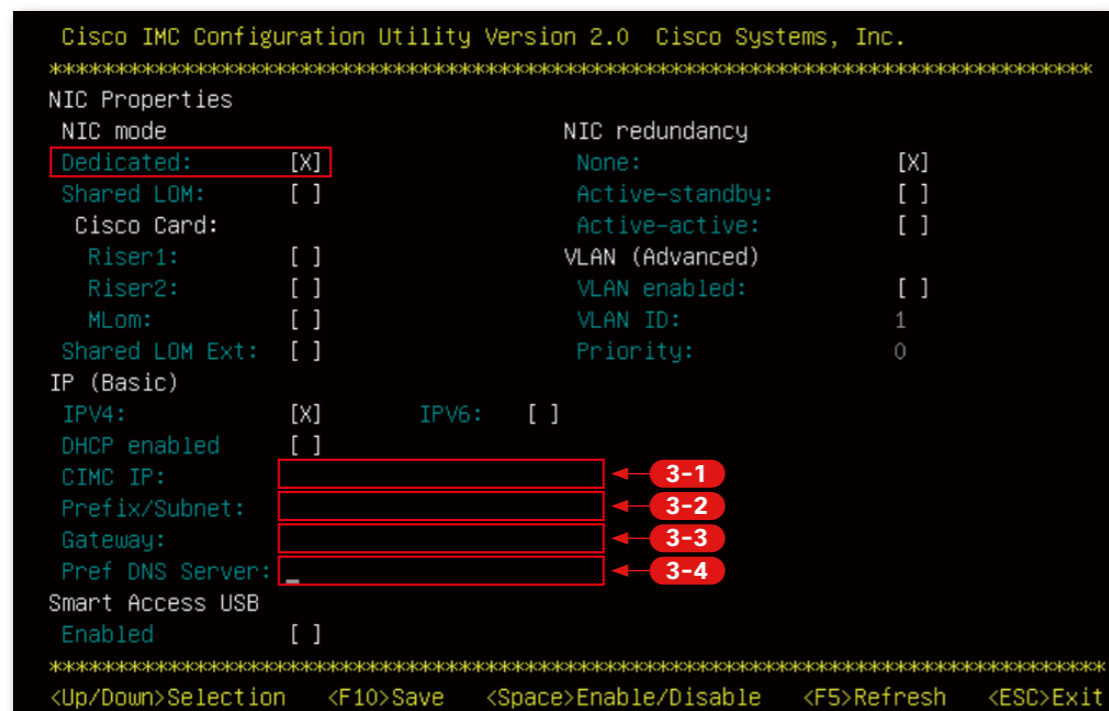 Cisco IMC Configuration Utility Version 2.0 Cisco Systems, Inc.
********************************************************************************
NIC Properties
NIC mode NIC redundancy
Dedicated: [X] None: [X]
Shared LOM: [ ] Active-standby: [ ]
Cisco Card: Active-active: [ ]
Riser1: [ ] VLAN (Advanced)
Riser2: [ ] VLAN enabled: [ ]
MLom: [ ] VLAN ID: 1
Shared LOM Ext: [ ] Priority: 0
IP (Basic)
IPV4: [X] IPV6: [ ]
DHCP enabled [ ]
CIMC IP: 3-1
Prefix/Subnet: 3-2
Gateway: 3-3
Pref DNS Server: _ 3-4
Smart Access USB
Enabled [ ]
********************************************************************************
<Up/Down>Selection <F10>Save <Space>Enable/Disable <F5>Refresh <ESC>Exit